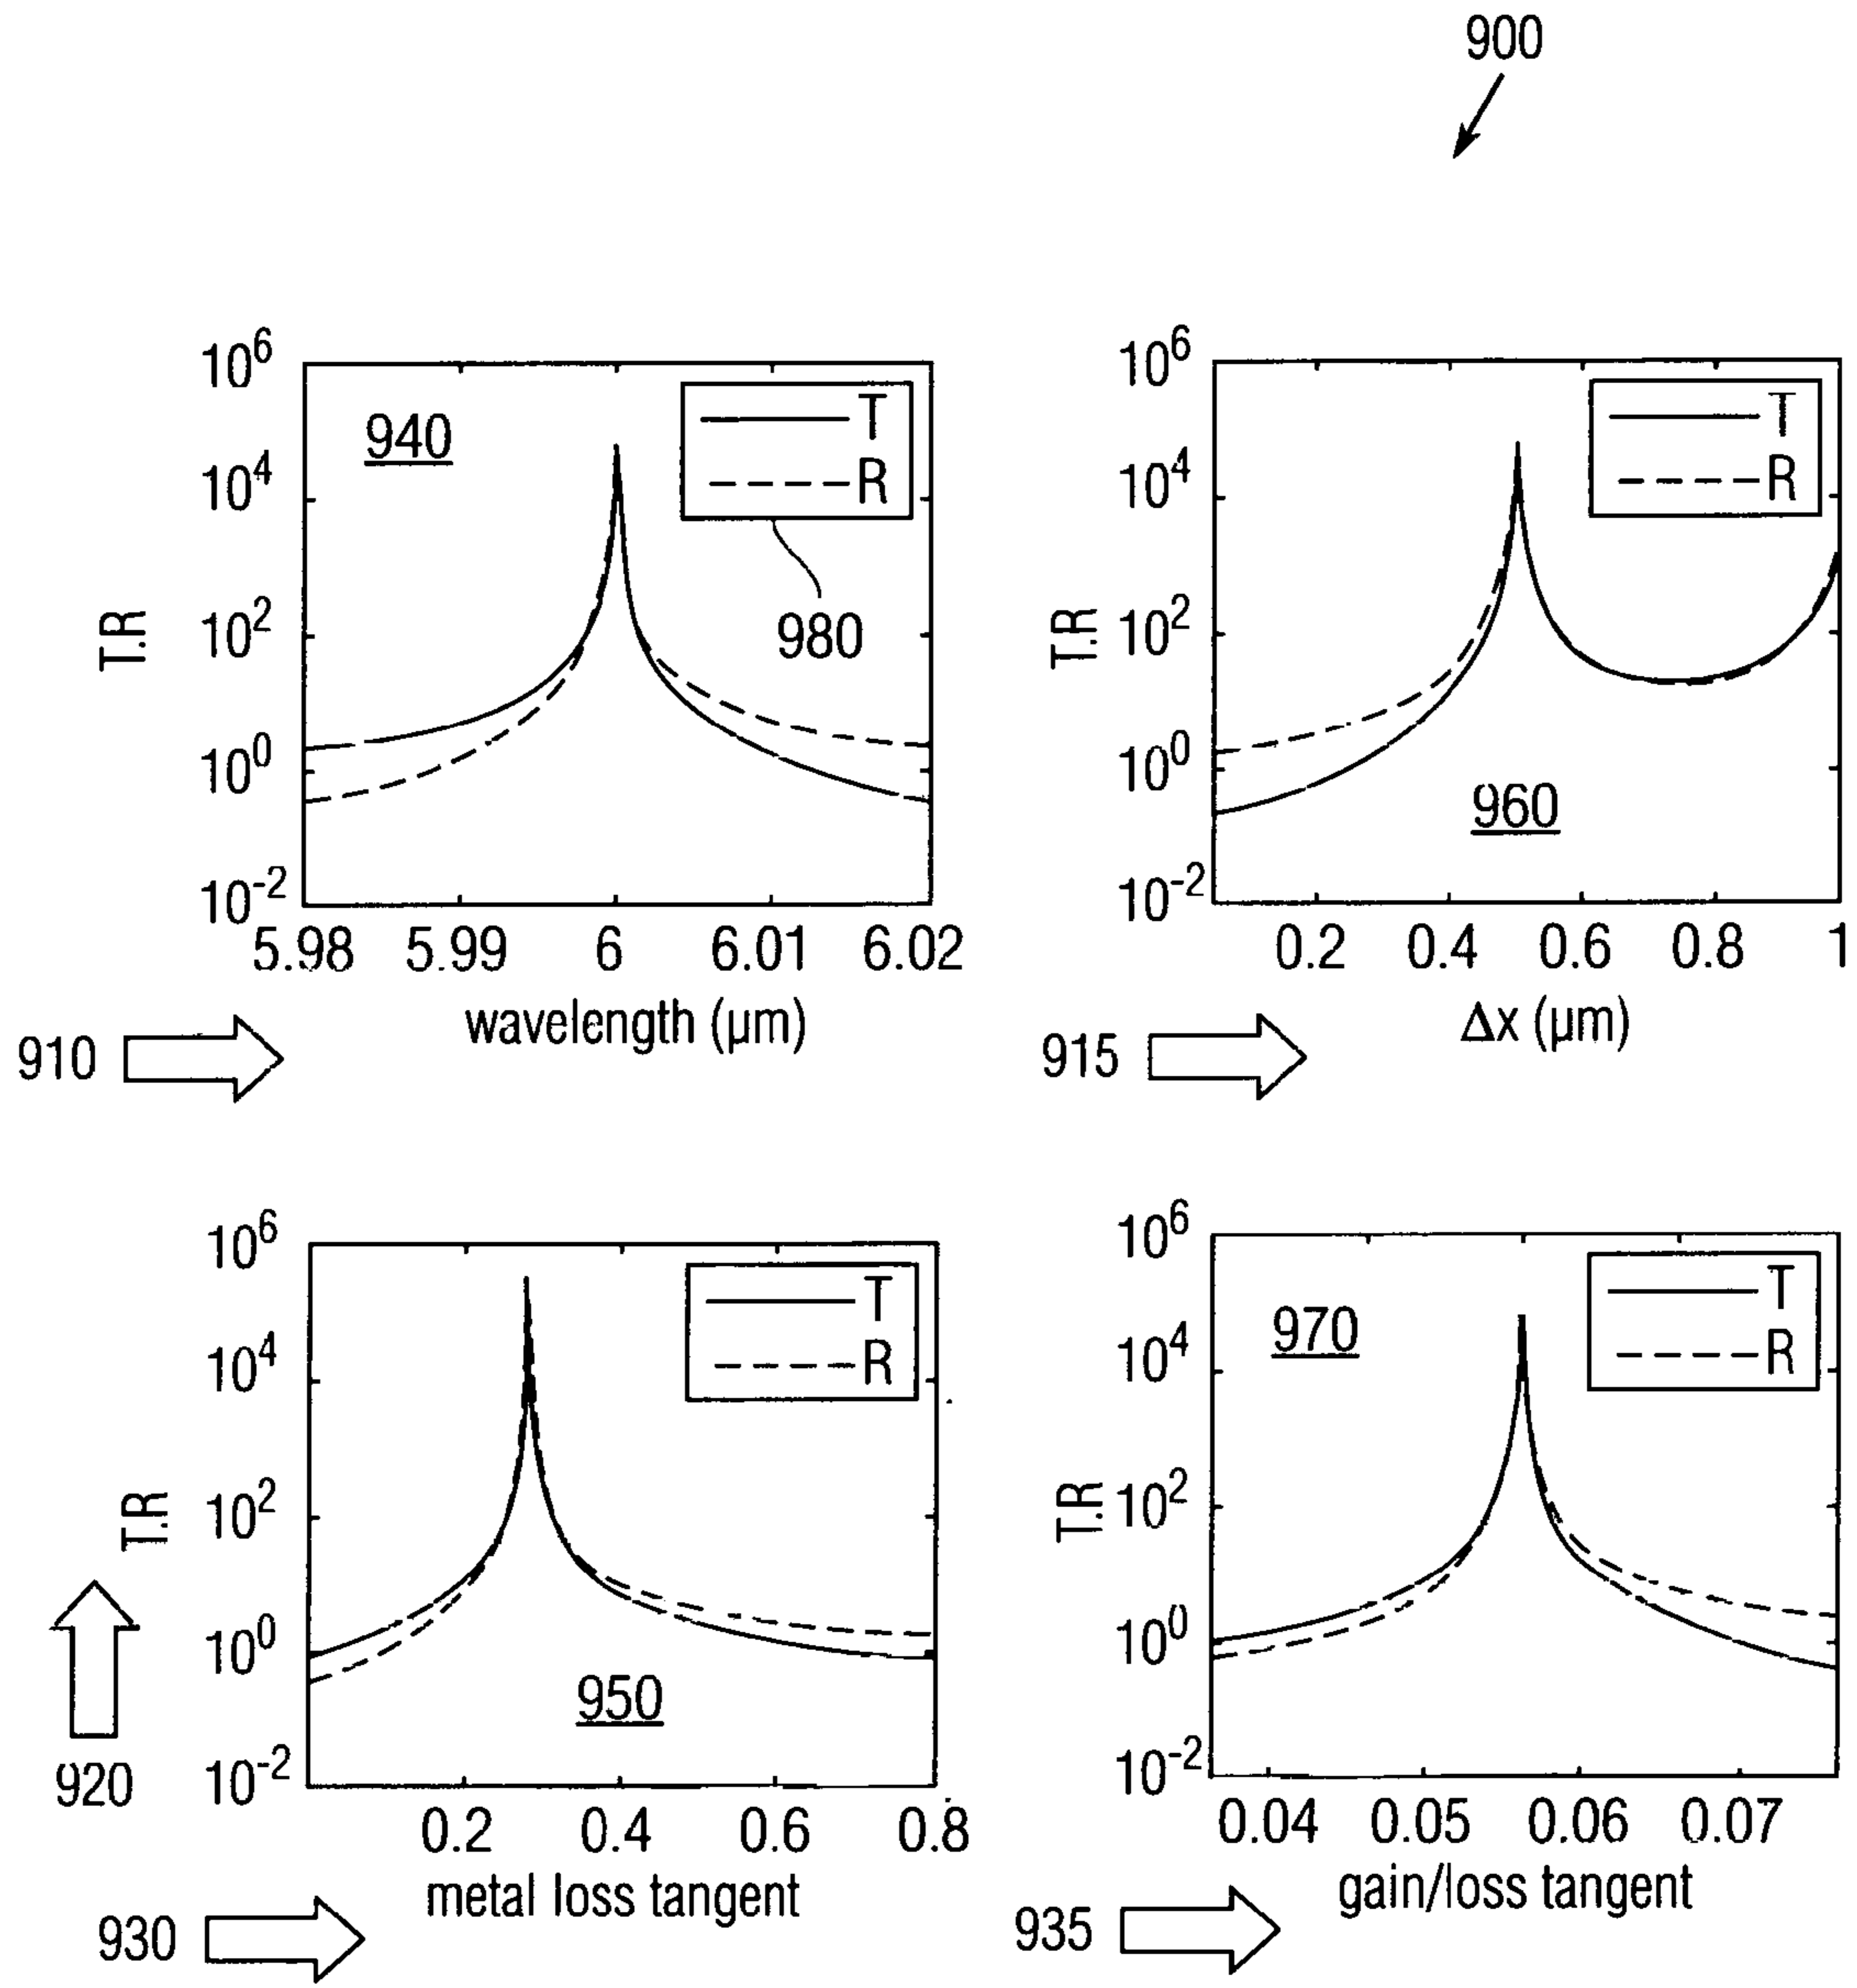 900
10^6
10^4
10^2
10^0
10^-2
T.R
940
T
R
980
5.98 5.99 6 6.01 6.02
wavelength (µm)
910
10^6
10^4
10^2
10^0
10^-2
T.R
T
R
960
0.2 0.4 0.6 0.8 1
Δx (µm)
915
10^6
10^4
10^2
10^0
10^-2
T.R
T
R
950
920
0.2 0.4 0.6 0.8
metal loss tangent
930
10^6
10^4
10^2
10^0
10^-2
T.R
970
T
R
0.04 0.05 0.06 0.07
gain/loss tangent
935